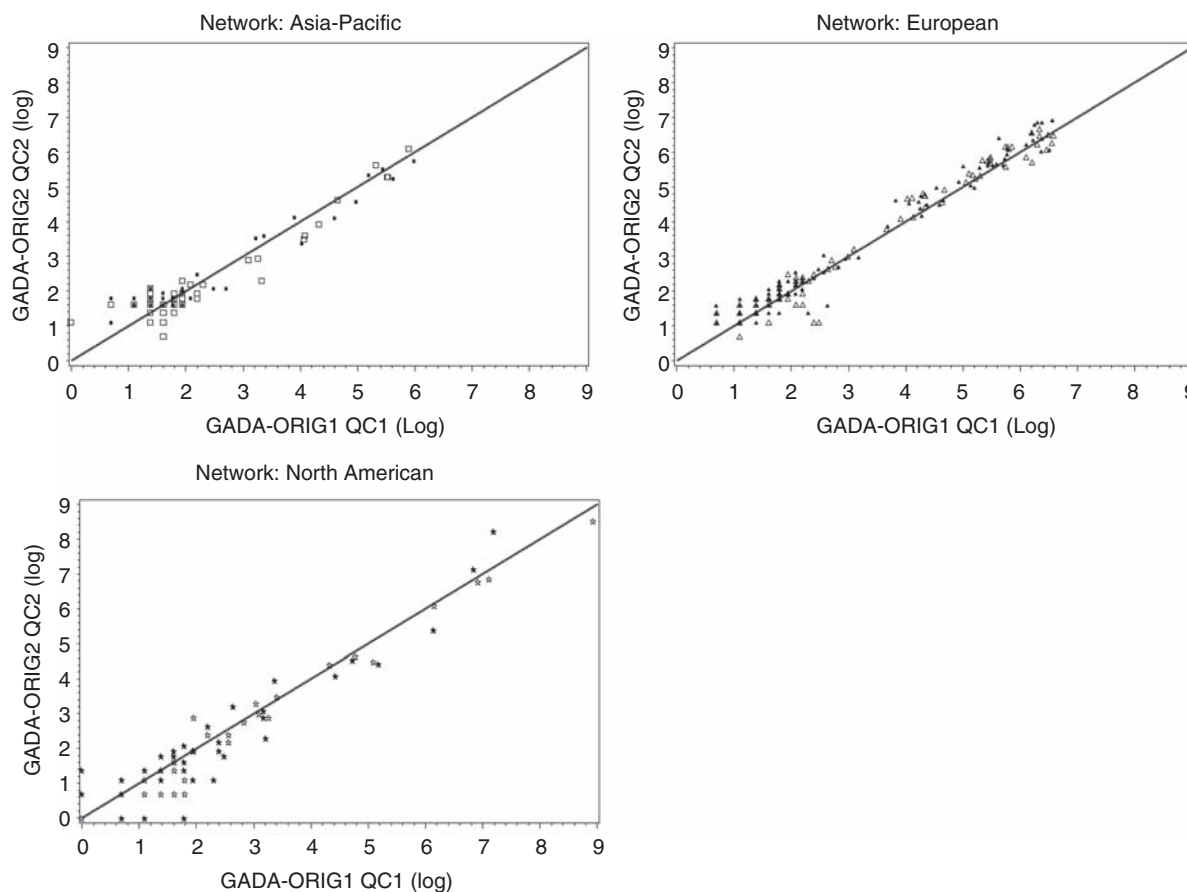 Network: Asia-Pacific
9
8
7
6
5
4
3
2
1
0
GADA-ORIG2 QC2 (log)
0 1 2 3 4 5 6 7 8 9
GADA-ORIG1 QC1 (Log)
Network: European
9
8
7
6
5
4
3
2
1
0
GADA-ORIG2 QC2 (log)
0 1 2 3 4 5 6 7 8 9
GADA-ORIG1 QC1 (Log)
Network: North American
9
8
7
6
5
4
3
2
1
0
GADA-ORIG2 QC2 (log)
0 1 2 3 4 5 6 7 8 9
GADA-ORIG1 QC1 (log)